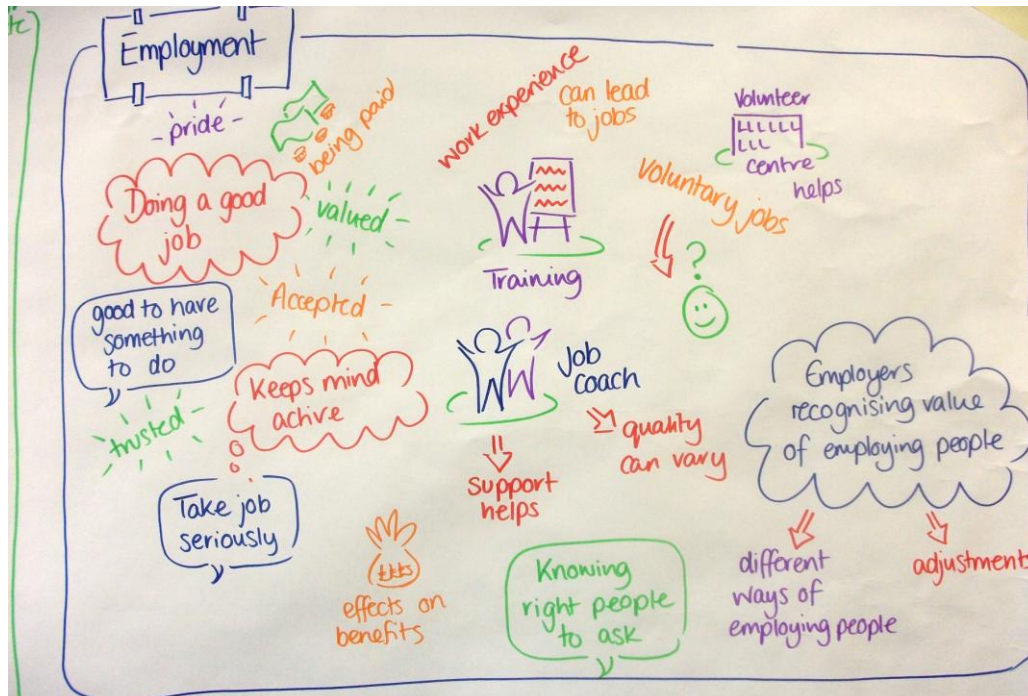 etc)
Employment
- pride -
being paid
Doing a good
job
valued -
Accepted -
good to have
something
to do
Keeps mind
active
trusted
Take job
seriously
work experience
can lead
to jobs
Training
Volunteer
centre
helps
Voluntary jobs
?
Job
coach
support
helps
quality
can vary
£££s
effects on
benefits
Knowing
right people
to ask
Employers
recognising value
of employing people
different
ways of
employing people
adjustments